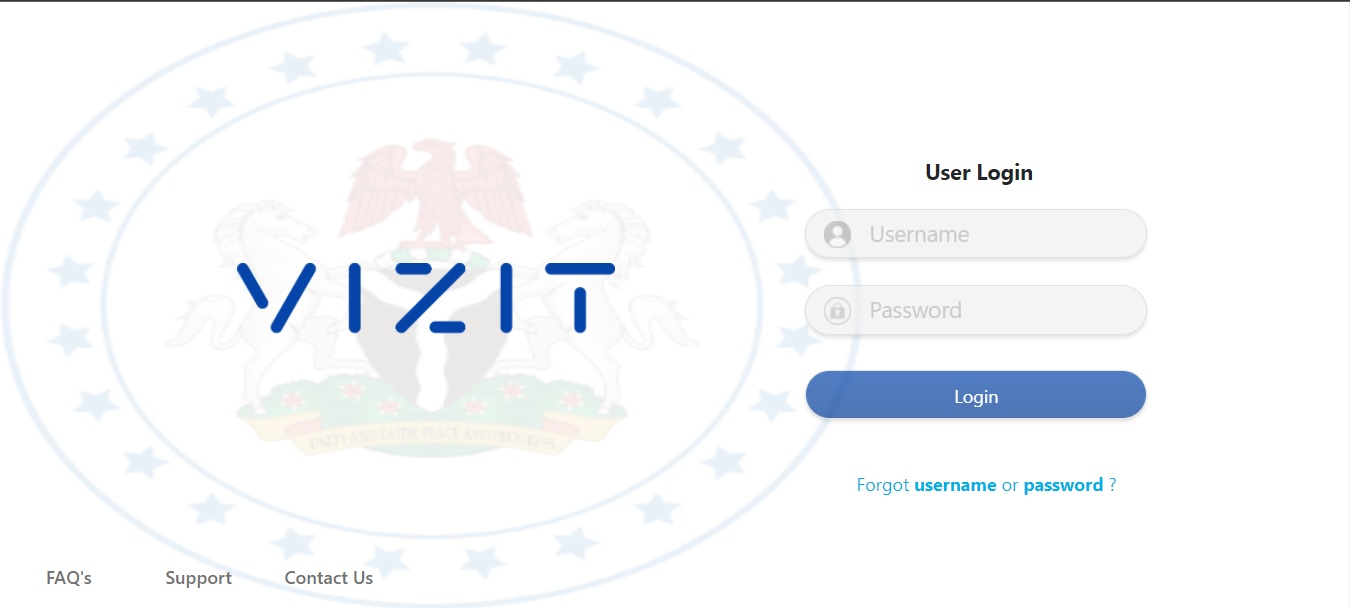 VIZIT
UNITY AND FAITH, PEACE AND PROGRESS
User Login
Username
Password
Login
Forgot username or password ?
FAQ's
Support
Contact Us